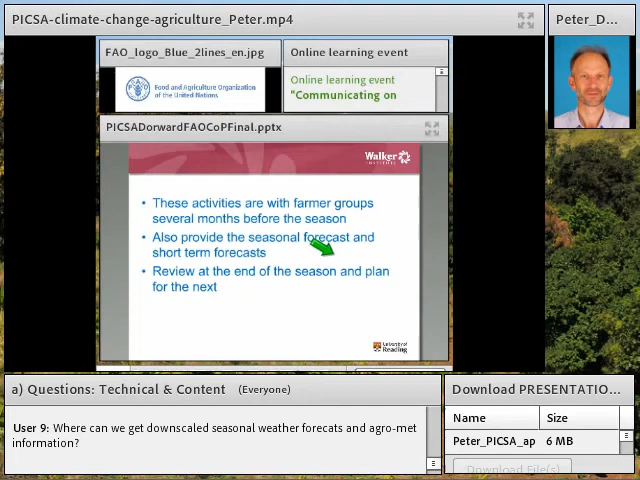 PICSA-climate-change-agriculture_Peter.mp4
Peter_D...
FAO_logo_Blue_2lines_en.jpg
Online learning event
Food and Agriculture Organization
of the United Nations
Online learning event
"Communicating on
PICSADorwardFAOCoPFinal.pptx
Walker
INSTITUTE
• These activities are with farmer groups
several months before the season
• Also provide the seasonal forecast and
short term forecasts
• Review at the end of the season and plan
for the next
University of
Reading
a) Questions: Technical & Content (Everyone)
User 9: Where can we get downscaled seasonal weather forecats and agro-met
information?
Download PRESENTATIO...
Name Size
Peter_PICSA_ap 6 MB
Download File(s)